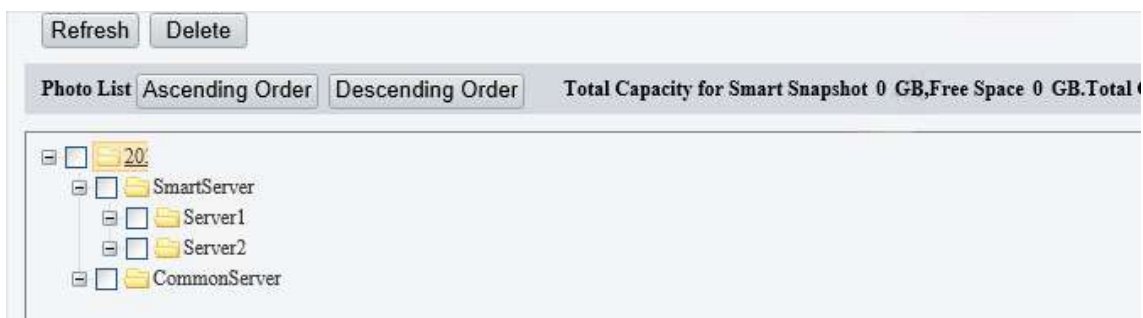 Refresh Delete
Photo List Ascending Order Descending Order Total Capacity for Smart Snapshot 0 GB,Free Space 0 GB.Total
SmartServer
Server1
Server2
CommonServer